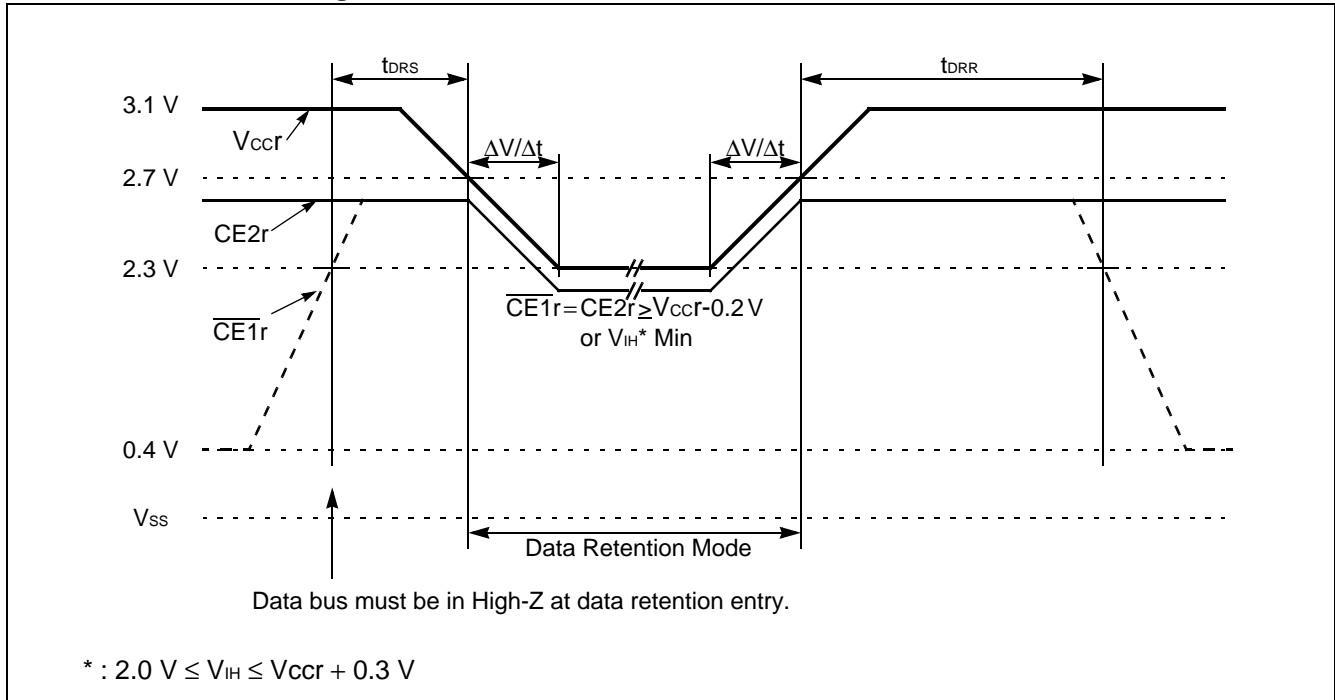 tDRS
tDRR
3.1 V
VCCr
ΔV/Δt
ΔV/Δt
2.7 V
CE2r
2.3 V
CE1r=CE2r≥VCCr-0.2 V
or VIH* Min
CE1r
0.4 V
VSS
Data Retention Mode
Data bus must be in High-Z at data retention entry.
* : 2.0 V ≤ VIH ≤ Vccr + 0.3 V